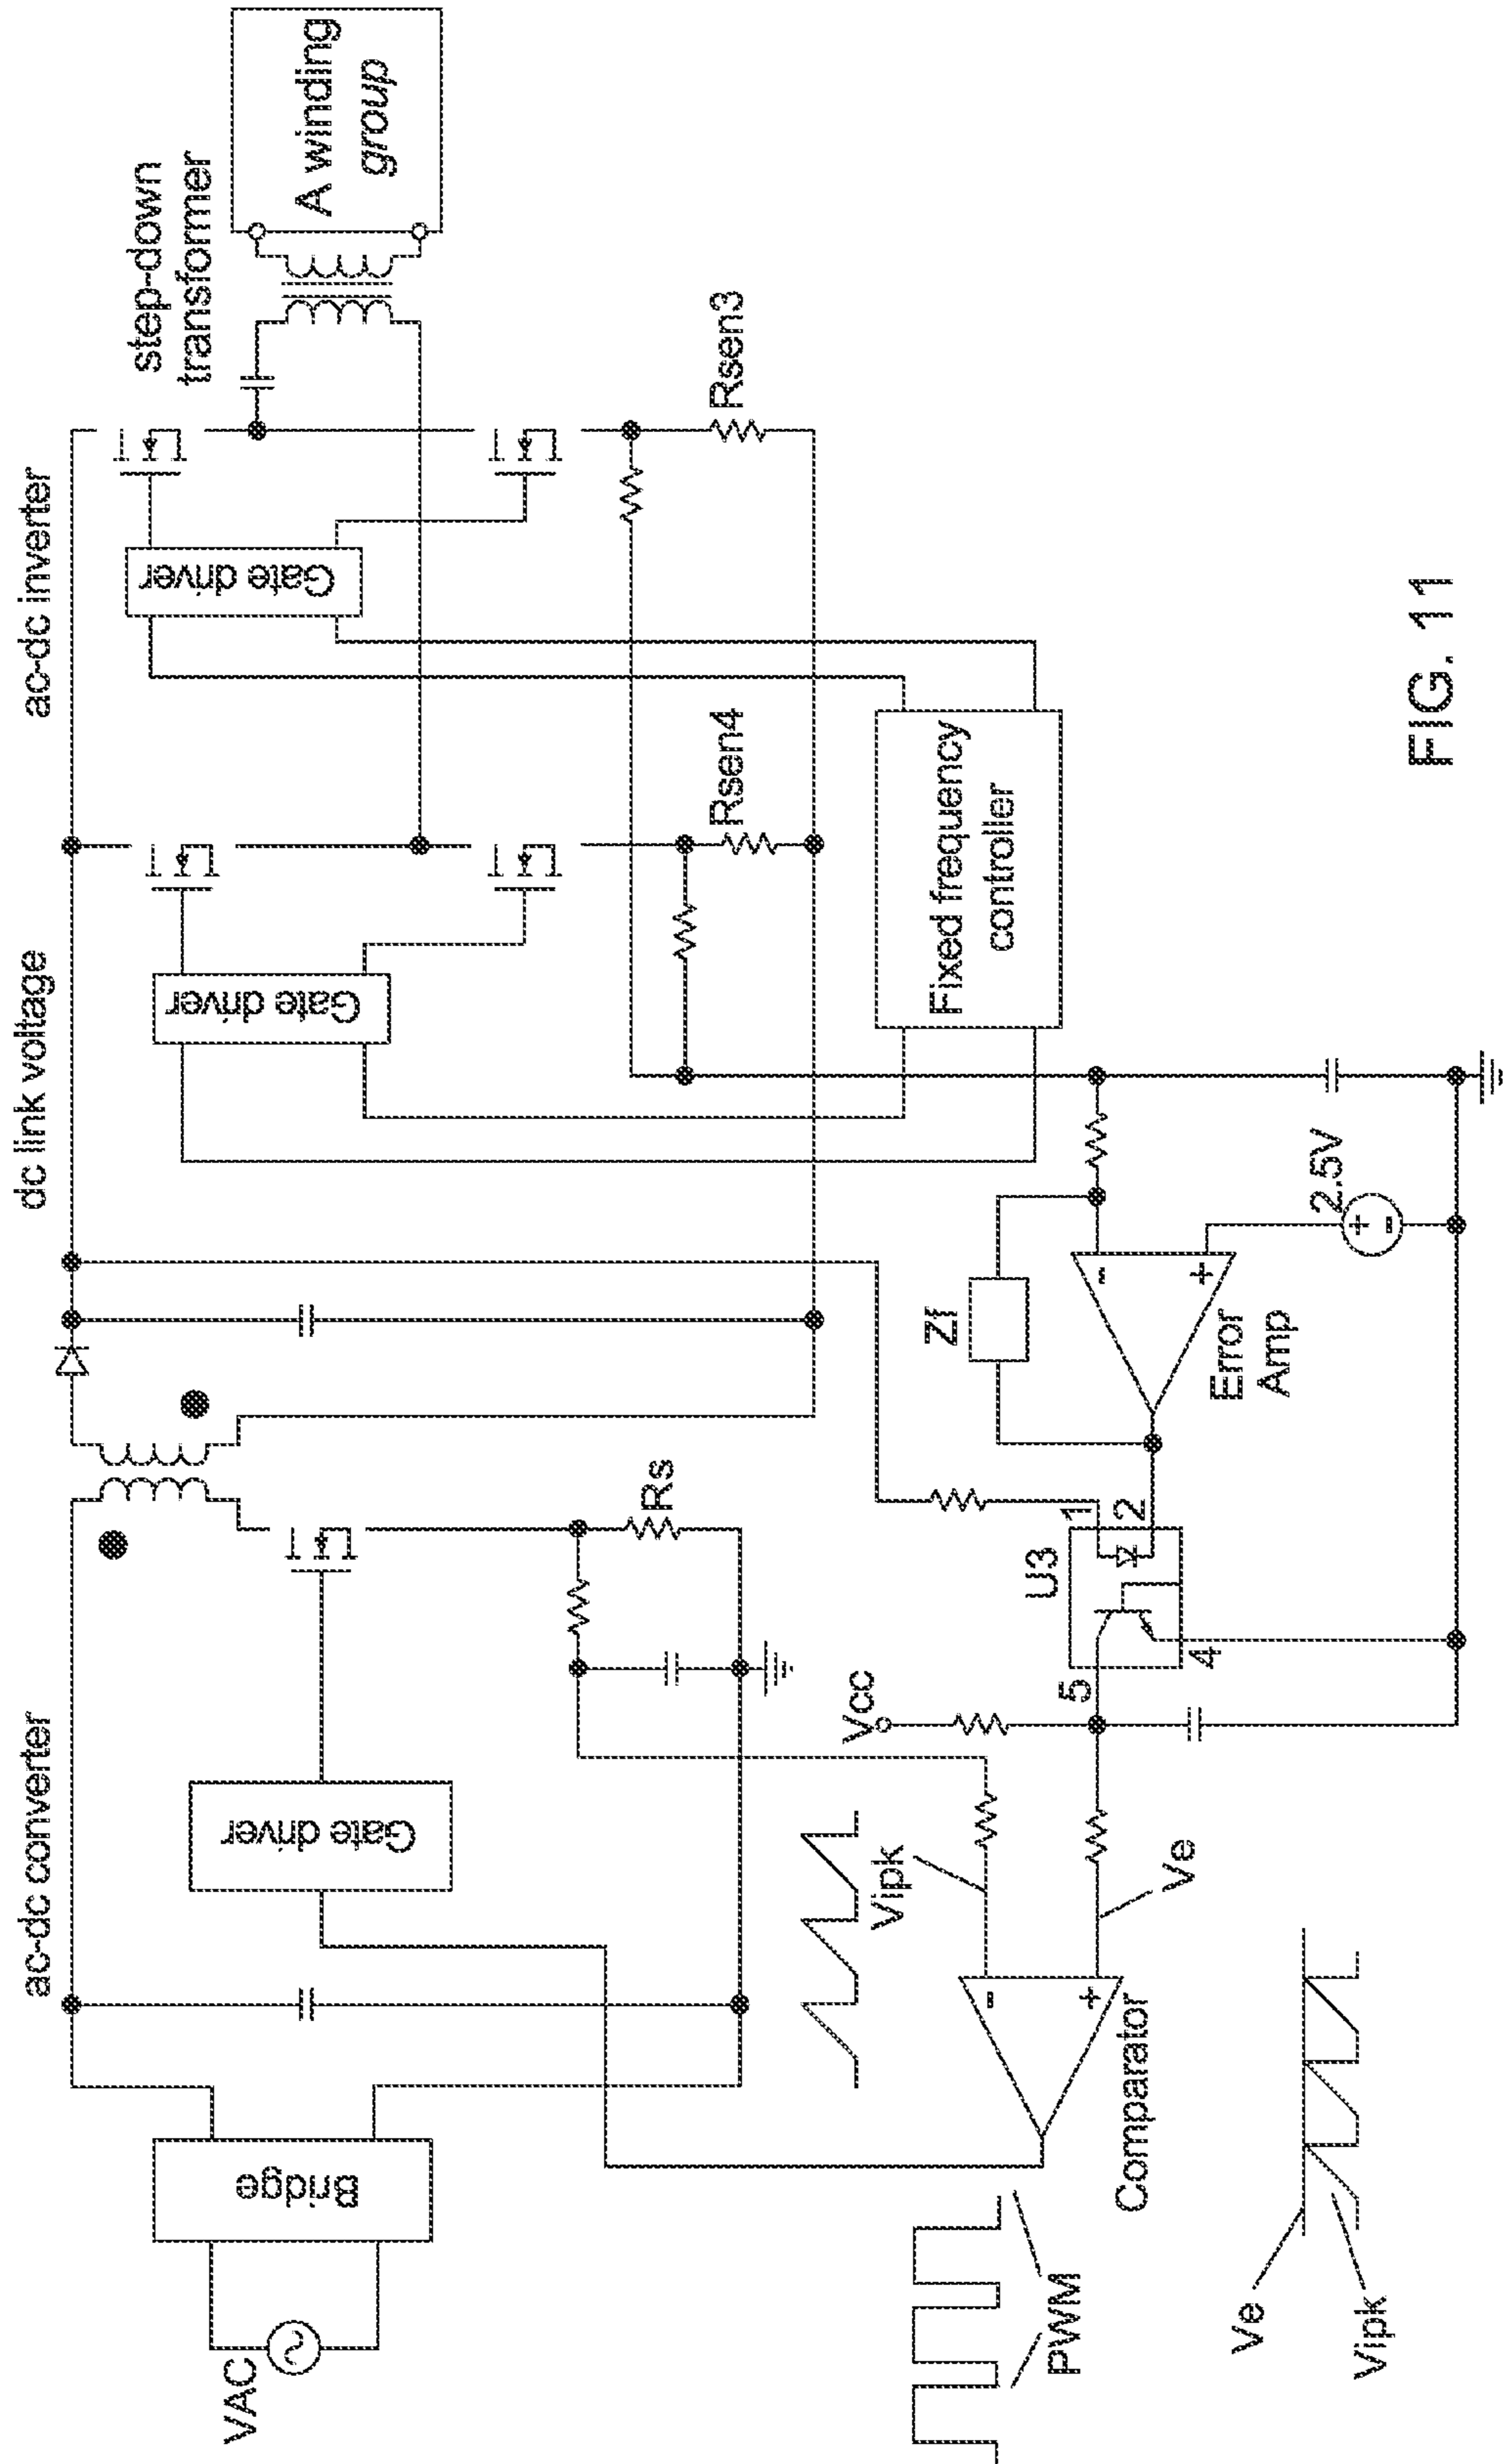 ac-dc converter
dc link voltage
ac-dc inverter
step-down
transformer
A winding
group
VAC
Bridge
Gate driver
Rs
Gate driver
Rsen4
Gate driver
Rsen3
Fixed frequency
controller
Vipk
Vcc
5
U3
4
1
2
Zf
-
+
Error
Amp
2.5V
+
-
-
+
Comparator
Ve
PWM
Ve
Vipk
FIG. 11